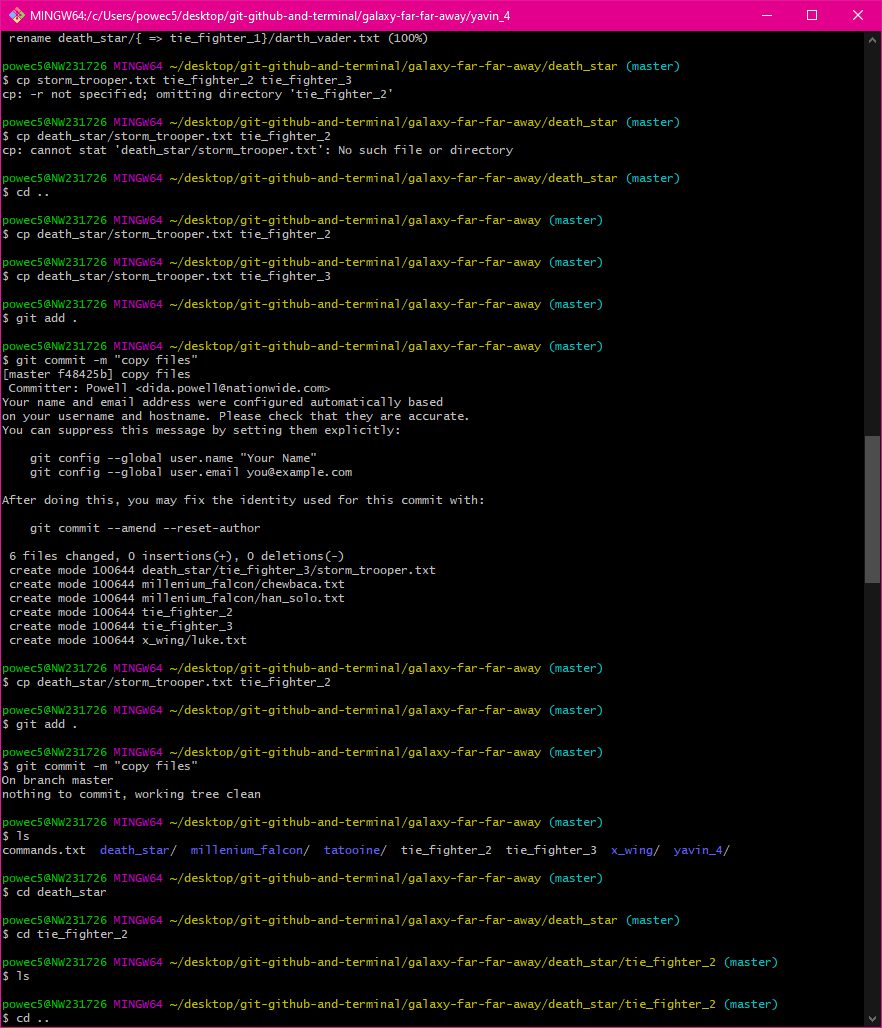 MINGW64:/c/Users/powec5/desktop/git-github-and-terminal/galaxy-far-far-away/yavin_4
rename death_star/{ => tie_fighter_1}/darth_vader.txt (100%)
powec5@NW231726 MINGW64 ~/desktop/git-github-and-terminal/galaxy-far-far-away/death_star (master)
$ cp storm_trooper.txt tie_fighter_2 tie_fighter_3
cp: -r not specified; omitting directory 'tie_fighter_2'
powec5@NW231726 MINGW64 ~/desktop/git-github-and-terminal/galaxy-far-far-away/death_star (master)
$ cp death_star/storm_trooper.txt tie_fighter_2
cp: cannot stat 'death_star/storm_trooper.txt': No such file or directory
powec5@NW231726 MINGW64 ~/desktop/git-github-and-terminal/galaxy-far-far-away/death_star (master)
$ cd ..
powec5@NW231726 MINGW64 ~/desktop/git-github-and-terminal/galaxy-far-far-away (master)
$ cp death_star/storm_trooper.txt tie_fighter_2
powec5@NW231726 MINGW64 ~/desktop/git-github-and-terminal/galaxy-far-far-away (master)
$ cp death_star/storm_trooper.txt tie_fighter_3
powec5@NW231726 MINGW64 ~/desktop/git-github-and-terminal/galaxy-far-far-away (master)
$ git add .
powec5@NW231726 MINGW64 ~/desktop/git-github-and-terminal/galaxy-far-far-away (master)
$ git commit -m "copy files"
[master f48425b] copy files
Committer: Powell <dida.powell@nationwide.com>
Your name and email address were configured automatically based
on your username and hostname. Please check that they are accurate.
You can suppress this message by setting them explicitly:
git config --global user.name "Your Name"
git config --global user.email you@example.com
After doing this, you may fix the identity used for this commit with:
git commit --amend --reset-author
6 files changed, 0 insertions(+), 0 deletions(-)
create mode 100644 death_star/tie_fighter_3/storm_trooper.txt
create mode 100644 millenium_falcon/chewbaca.txt
create mode 100644 millenium_falcon/han_solo.txt
create mode 100644 tie_fighter_2
create mode 100644 tie_fighter_3
create mode 100644 x_wing/luke.txt
powec5@NW231726 MINGW64 ~/desktop/git-github-and-terminal/galaxy-far-far-away (master)
$ cp death_star/storm_trooper.txt tie_fighter_2
powec5@NW231726 MINGW64 ~/desktop/git-github-and-terminal/galaxy-far-far-away (master)
$ git add .
powec5@NW231726 MINGW64 ~/desktop/git-github-and-terminal/galaxy-far-far-away (master)
$ git commit -m "copy files"
On branch master
nothing to commit, working tree clean
powec5@NW231726 MINGW64 ~/desktop/git-github-and-terminal/galaxy-far-far-away (master)
$ ls
commands.txt death_star/ millenium_falcon/ tatooine/ tie_fighter_2 tie_fighter_3 x_wing/ yavin_4/
powec5@NW231726 MINGW64 ~/desktop/git-github-and-terminal/galaxy-far-far-away (master)
$ cd death_star
powec5@NW231726 MINGW64 ~/desktop/git-github-and-terminal/galaxy-far-far-away/death_star (master)
$ cd tie_fighter_2
powec5@NW231726 MINGW64 ~/desktop/git-github-and-terminal/galaxy-far-far-away/death_star/tie_fighter_2 (master)
$ ls
powec5@NW231726 MINGW64 ~/desktop/git-github-and-terminal/galaxy-far-far-away/death_star/tie_fighter_2 (master)
$ cd ..